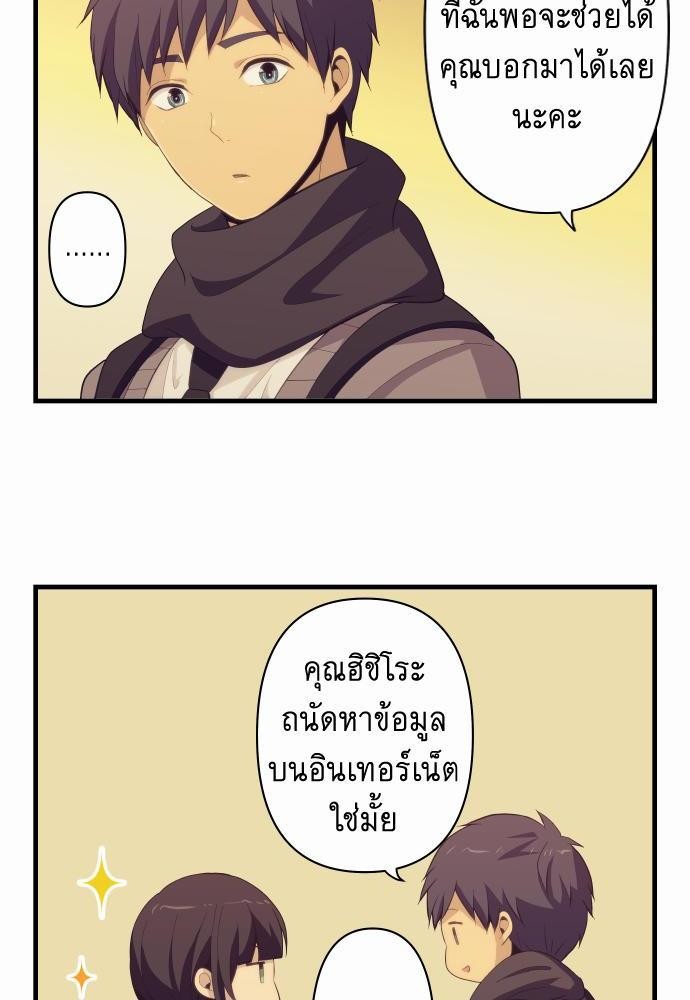 ที่ฉันพอจะช่วยได้
คุณบอกมาได้เลย
นะคะ
......
คุณฮิชิโระ
ถนัดหาข้อมูล
บนอินเทอร์เน็ต
ใช่มั้ย